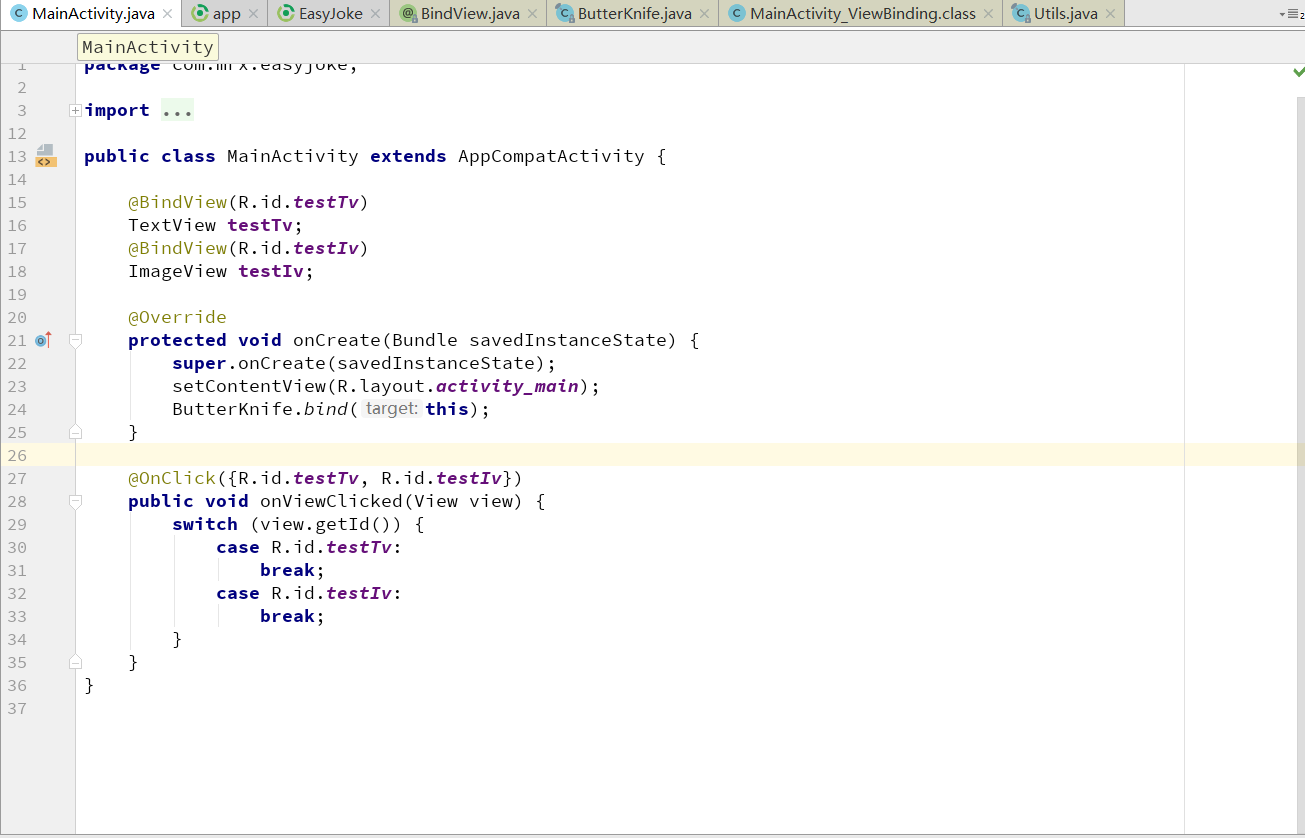 MainActivity.java app EasyJoke BindView.java ButterKnife.java MainActivity_ViewBinding.class Utils.java
MainActivity
1 package com.mrx.easyjoke;
2
3 import ...
12
13 public class MainActivity extends AppCompatActivity {
14
15 @BindView(R.id.testTv)
16 TextView testTv;
17 @BindView(R.id.testIv)
18 ImageView testIv;
19
20 @Override
21 protected void onCreate(Bundle savedInstanceState) {
22 super.onCreate(savedInstanceState);
23 setContentView(R.layout.activity_main);
24 ButterKnife.bind( target: this);
25 }
26
27 @OnClick({R.id.testTv, R.id.testIv})
28 public void onViewClicked(View view) {
29 switch (view.getId()) {
30 case R.id.testTv:
31 break;
32 case R.id.testIv:
33 break;
34 }
35 }
36 }
37